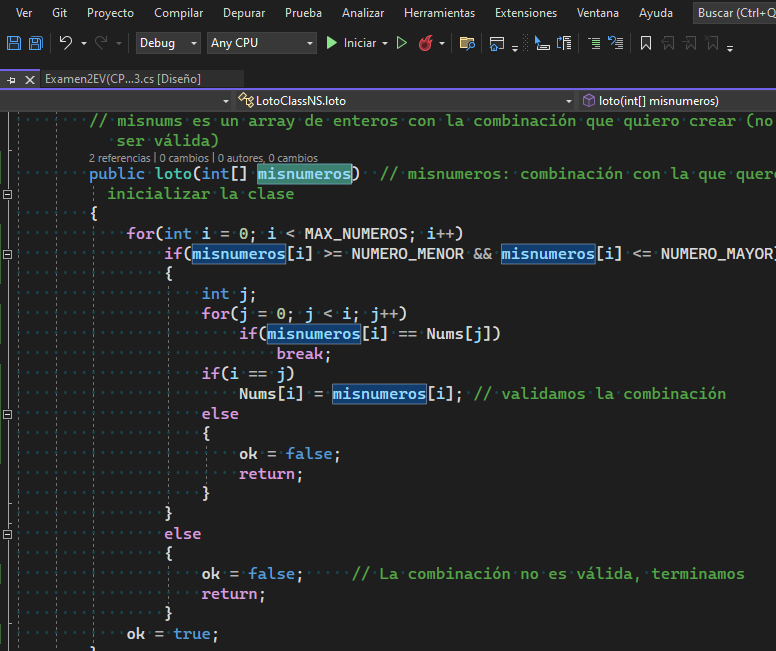 Ver Git Proyecto Compilar Depurar Prueba Analizar Herramientas Extensiones Ventana Ayuda Buscar (Ctrl+Q
Debug Any CPU Iniciar
Examen2EV(CP...3.cs [Diseño]
LotoClassNS.loto loto(int[] misnumeros)
// misnums es un array de enteros con la combinación que quiero crear (no
ser válida)
2 referencias | 0 cambios | 0 autores, 0 cambios
public loto(int[] misnumeros) // misnumeros: combinación con la que quere
inicializar la clase
{
for(int i = 0; i < MAX_NUMEROS; i++)
if(misnumeros[i] >= NUMERO_MENOR && misnumeros[i] <= NUMERO_MAYOR)
{
int j;
for(j = 0; j < i; j++)
if(misnumeros[i] == Nums[j])
break;
if(i == j)
Nums[i] = misnumeros[i]; // validamos la combinación
else
{
ok = false;
return;
}
}
else
{
ok = false; // La combinación no es válida, terminamos
return;
}
ok = true;